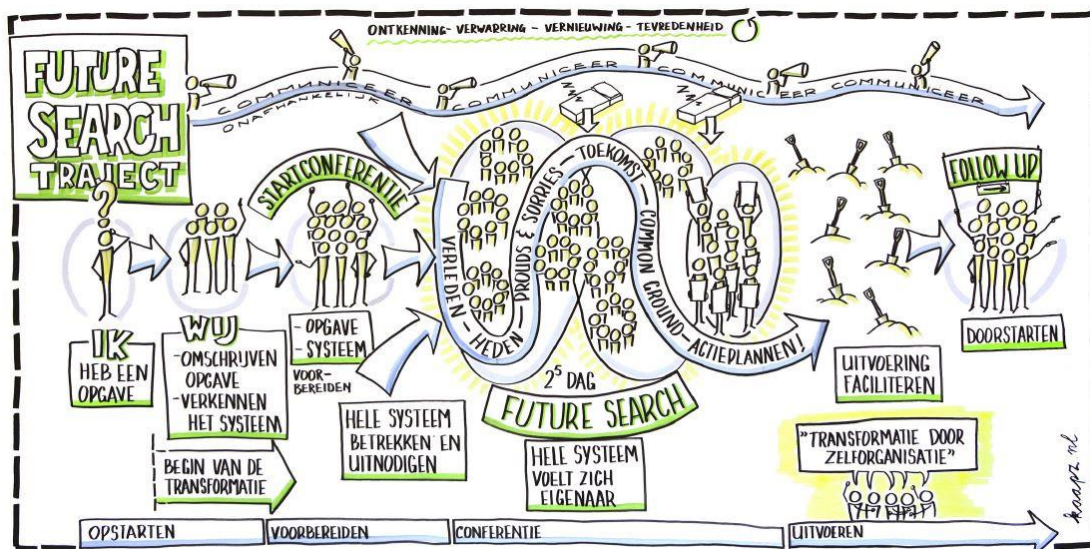 ONTKENNING - VERWARRING - VERNIEUWING - TEVREDENHEID
FUTURE
SEARCH
TRAJECT
COMMUNICEER
ONAFHANKELIJK
COMMUNICEER
COMMUNICEER
COMMUNICEER
COMMUNICEER
?
STARTCONFERENTIE
VERLEDEN - HEDEN - PROUDS & SORRIES - TOEKOMST - COMMON GROUND - ACTIEPLANNEN!
FOLLOW UP
IK
HEB EEN
OPGAVE
WIJ
- OMSCHRIJVEN
OPGAVE
- VERKENNEN
HET SYSTEEM
- OPGAVE
- SYSTEEM
VOOR-
BEREIDEN
BEGIN VAN DE
TRANSFORMATIE
HELE SYSTEEM
BETREKKEN EN
UITNODIGEN
2⁵ DAG
FUTURE SEARCH
HELE SYSTEEM
VOELT ZICH
EIGENAAR
UITVOERING
FACILITEREN
DOORSTARTEN
"TRANSFORMATIE DOOR
ZELFORGANISATIE"
kaapz.nl
OPSTARTEN
VOORBEREIDEN
CONFERENTIE
UITVOEREN